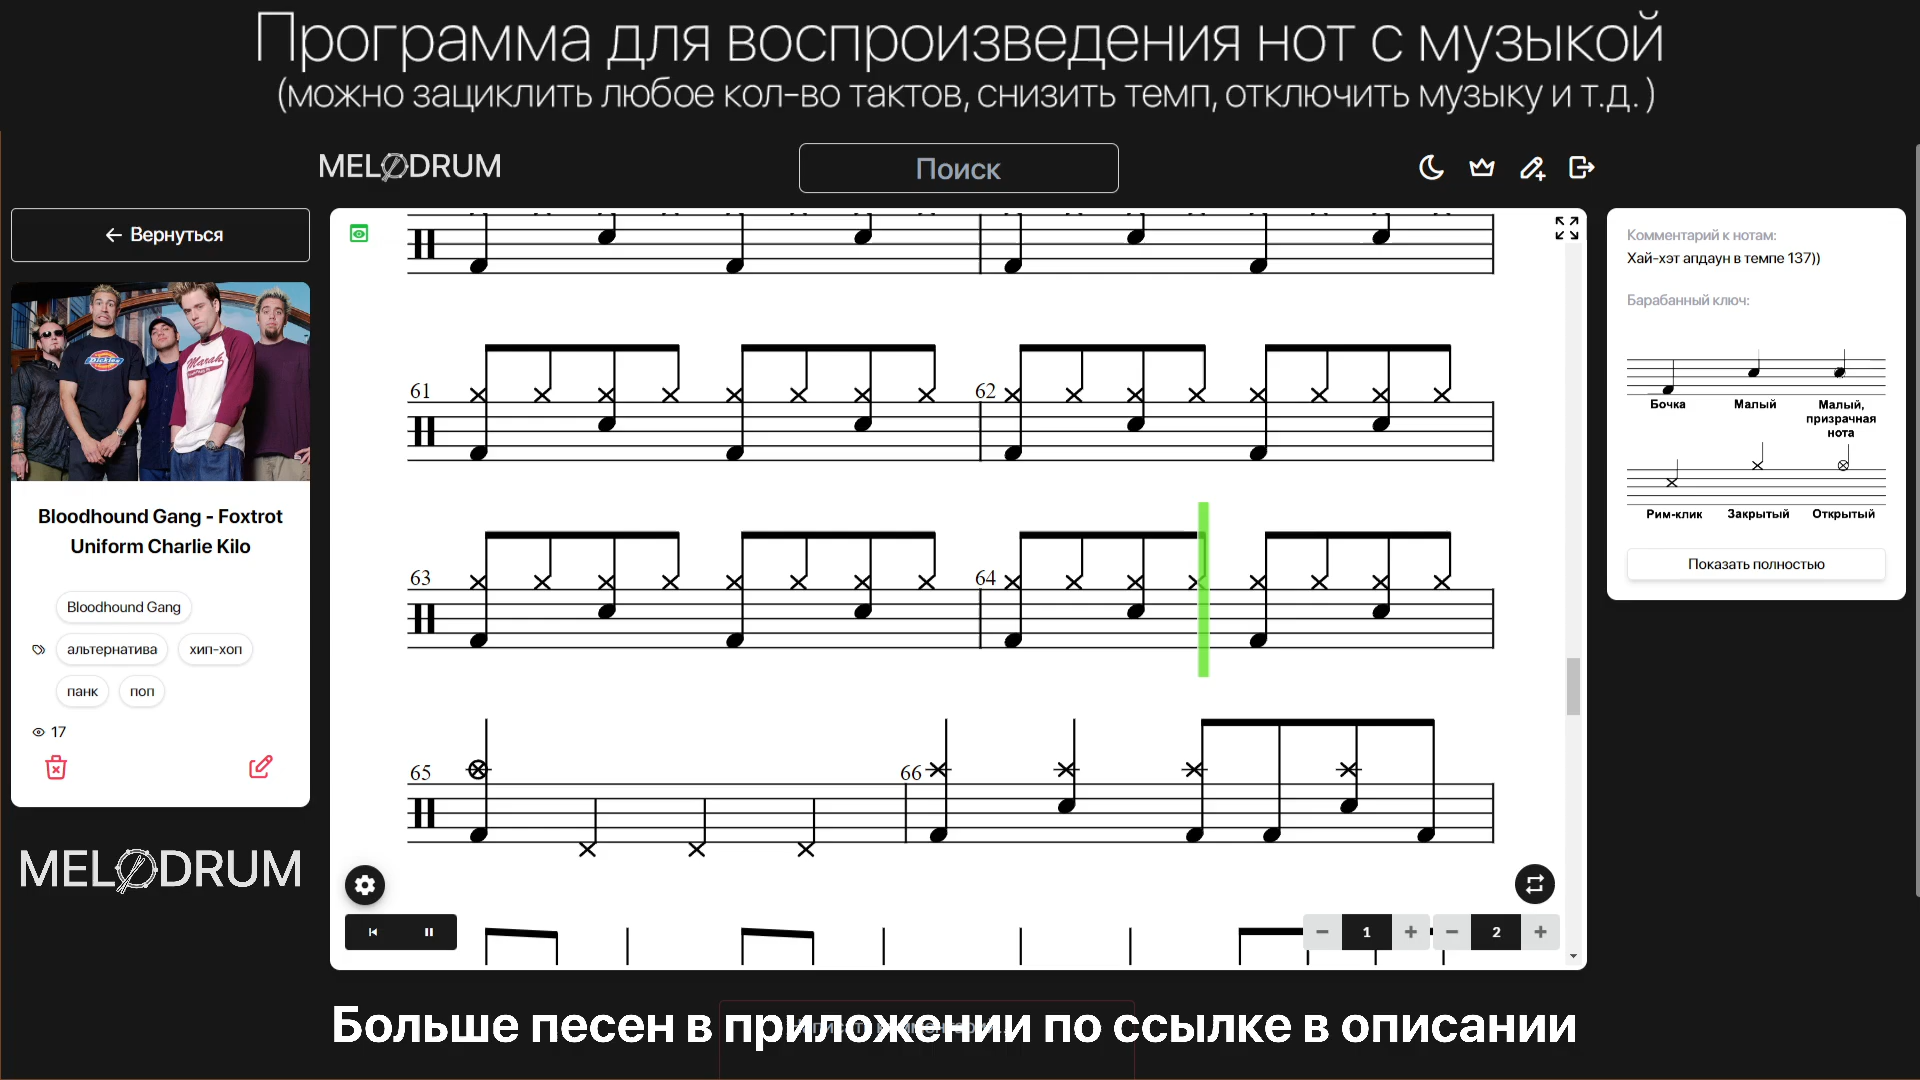 Программа для воспроизведения нот с музыкой
(можно зациклить любое кол-во тактов, снизить темп, отключить музыку и т.д. )
MELØDRUM
Поиск
← Вернуться
Bloodhound Gang - Foxtrot
Uniform Charlie Kilo
Bloodhound Gang
альтернатива
хип-хоп
панк
поп
17
MELØDRUM
61
62
63
64
65
66
1
2
Комментарий к нотам:
Хай-хэт апдаун в темпе 137))
Барабанный ключ:
Бочка
Малый
Малый,
призрачная
нота
Рим-клик
Закрытый
Открытый
Показать полностью
Больше песен в приложении по ссылке в описании